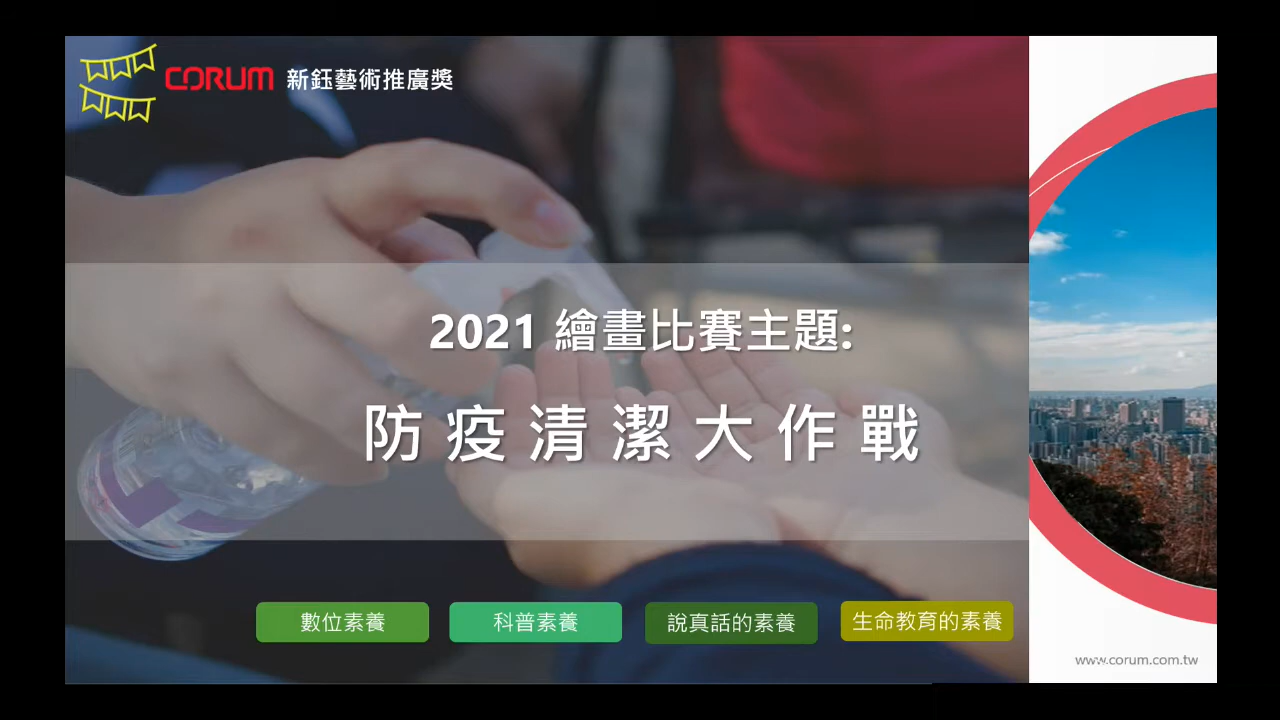 CORUM 新鈺藝術推廣獎
2021 繪畫比賽主題:
防疫清潔大作戰
數位素養
科普素養
說真話的素養
生命教育的素養
www.corum.com.tw